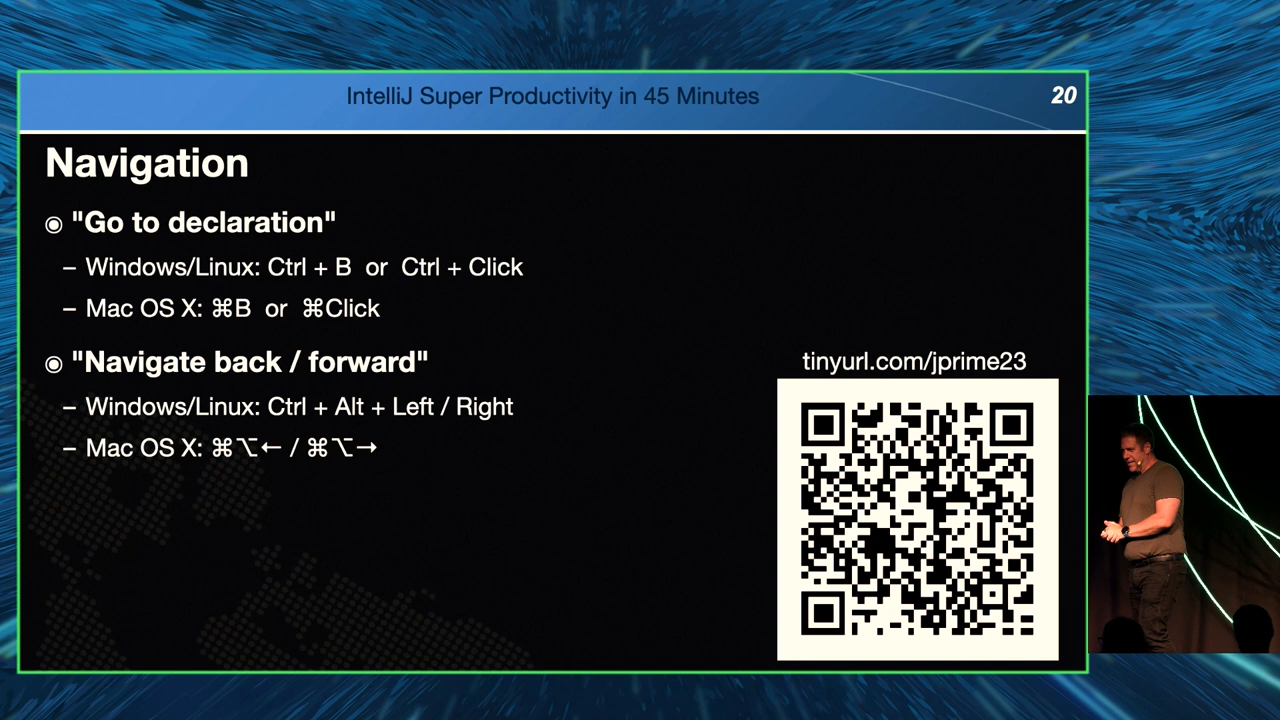 IntelliJ Super Productivity in 45 Minutes
20
Navigation
◉ "Go to declaration"
– Windows/Linux: Ctrl + B or Ctrl + Click
– Mac OS X: ⌘B or ⌘Click
◉ "Navigate back / forward"
– Windows/Linux: Ctrl + Alt + Left / Right
– Mac OS X: ⌘⌥← / ⌘⌥→
tinyurl.com/jprime23